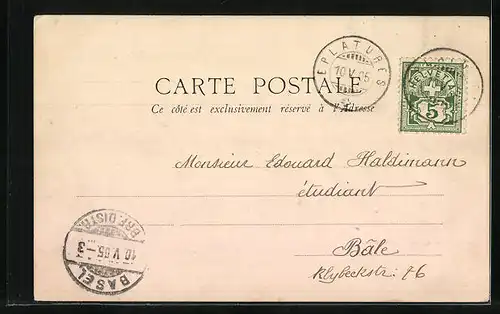 EPLATURES
10.V.05
HELVETIA
5
CARTE POSTALE
Ce côté est exclusivement réservé à l'Adresse
Monsieur Edouard Haldimann
étudiant
Bâle
Klybeckstr. 76
BRF. DISTR.
10.V.05.-3
BASEL